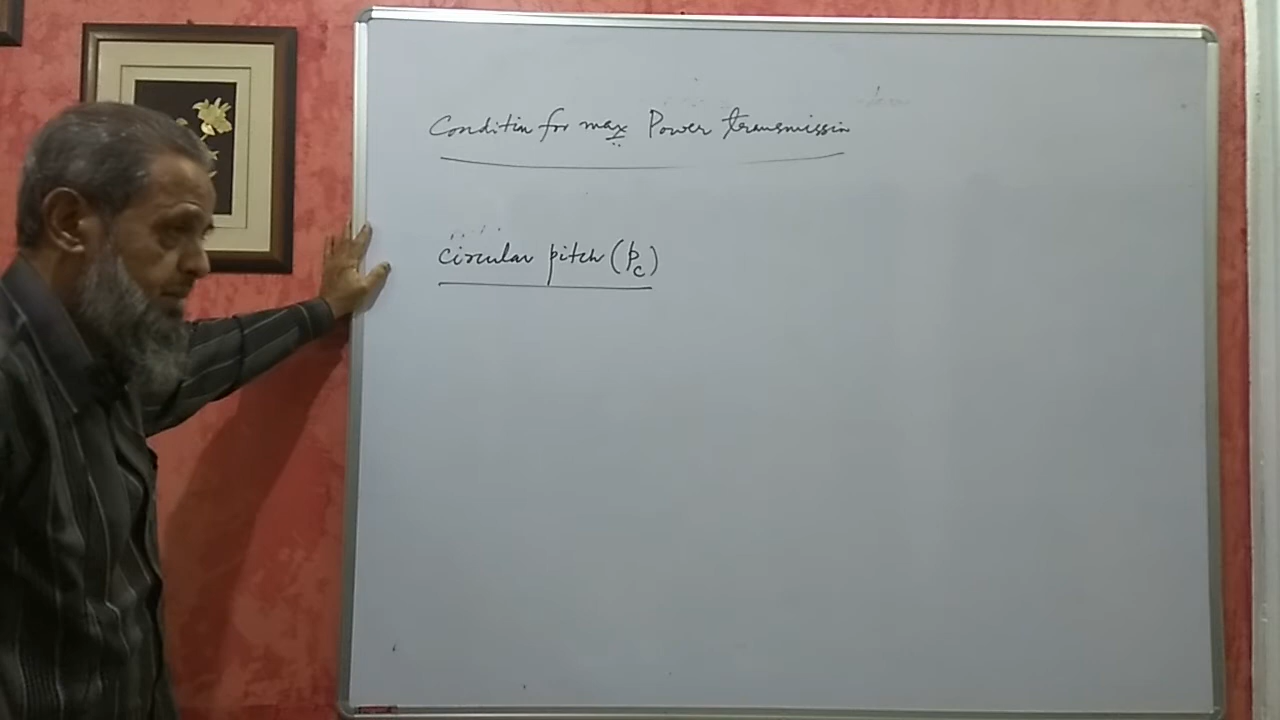 Conditin for max Power transmissin
circular pitch (Pc)